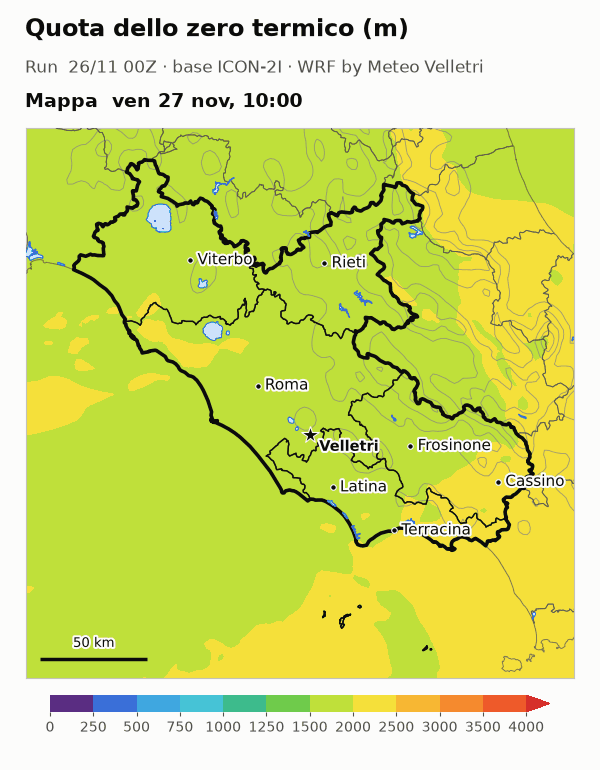 Quota dello zero termico (m)
Run  26/11 00Z · base ICON-2I · WRF by Meteo Velletri
Mappa  ven 27 nov, 10:00
Viterbo
Rieti
Roma
Velletri
Frosinone
Cassino
Latina
Terracina
50 km
0 250 500 750 1000 1250 1500 2000 2500 3000 3500 4000